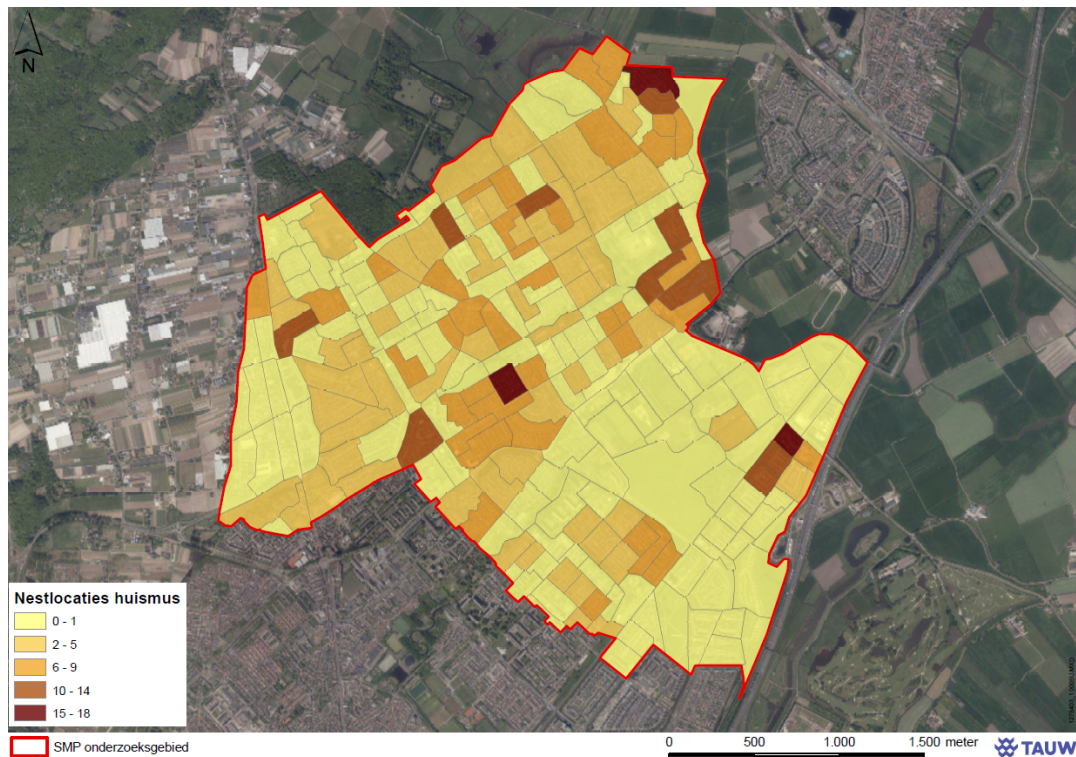 N
Nestlocaties huismus
0 - 1
2 - 5
6 - 9
10 - 14
15 - 18
SMP onderzoeksgebied
0 500 1.000 1.500 meter
TAUW